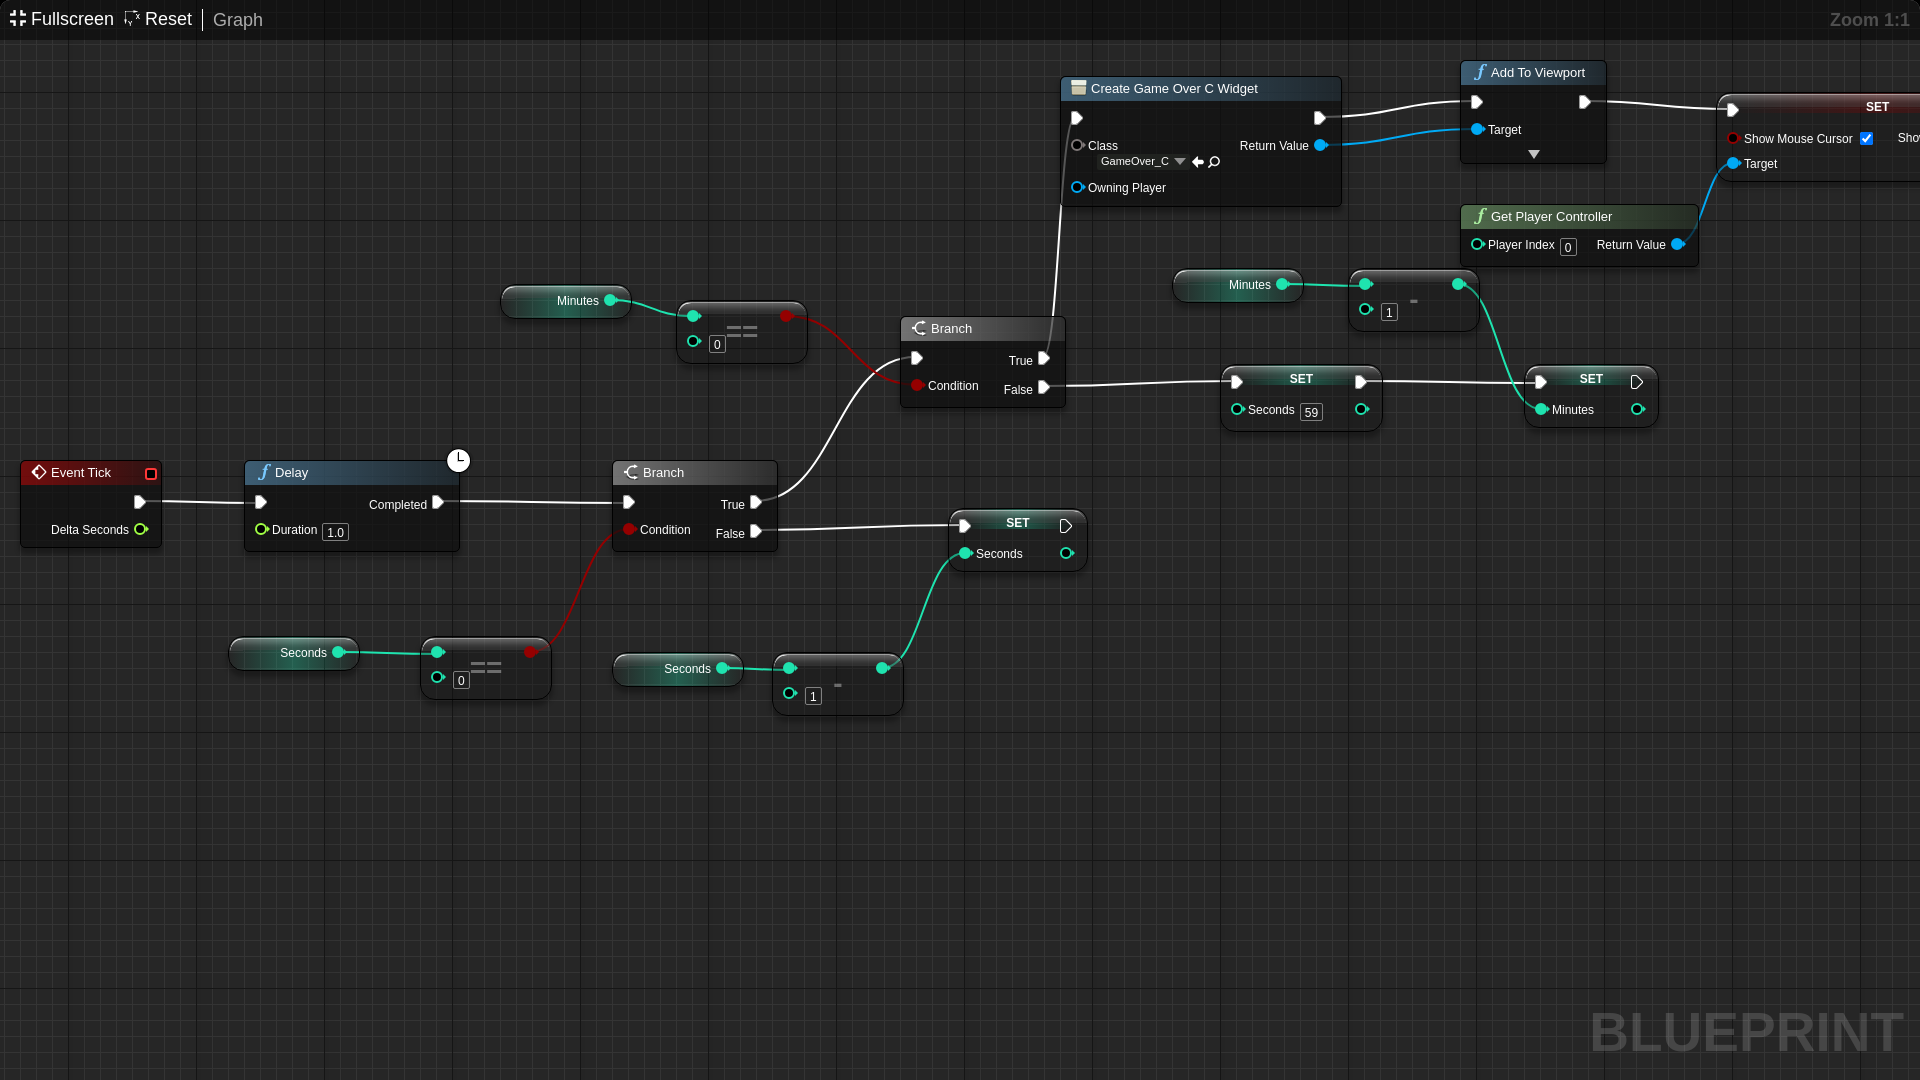 Fullscreen Reset Graph
Zoom 1:1
Add To Viewport
Target
Create Game Over C Widget
Class
GameOver_C
Return Value
Owning Player
SET
Show Mouse Cursor
Show
Target
Get Player Controller
Player Index 0 Return Value
Minutes
1
-
Minutes
0
==
Branch
True
Condition
False
SET
Seconds 59
SET
Minutes
Event Tick
Delta Seconds
Delay
Completed
Duration 1.0
Branch
True
Condition
False
SET
Seconds
Seconds
0
==
Seconds
1
-
BLUEPRINT